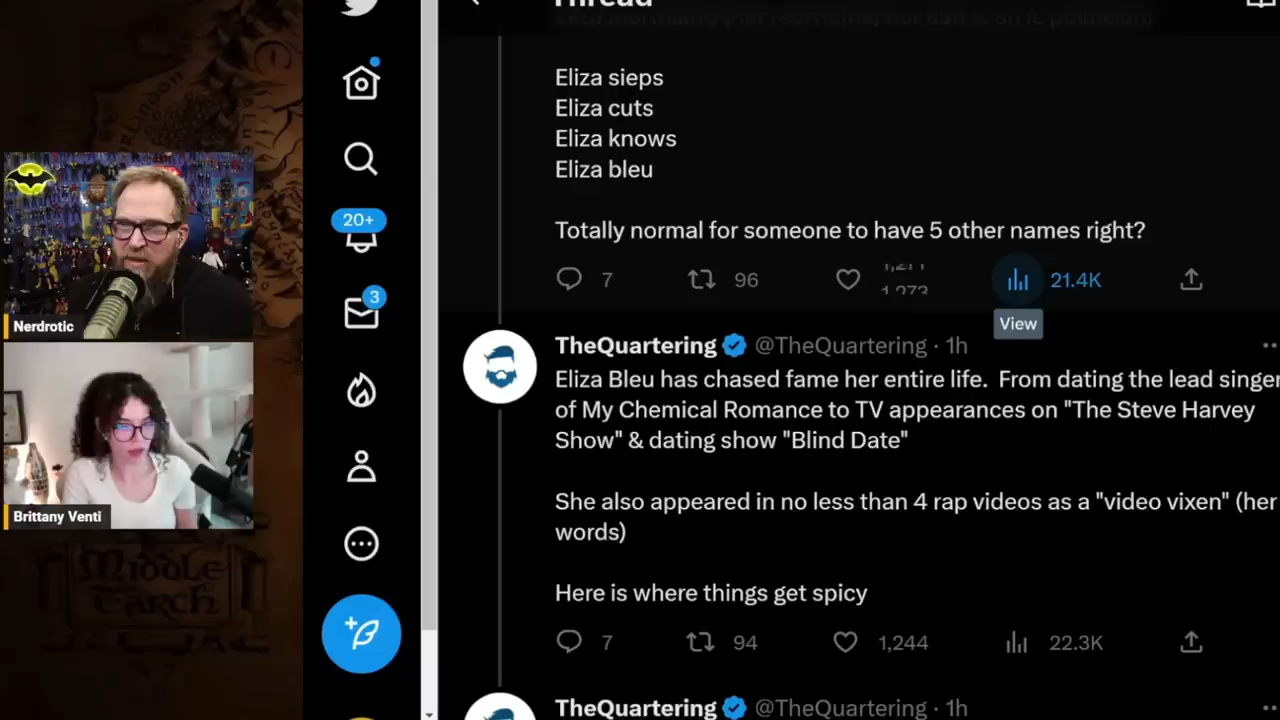 Thread
Eliza sieps
Eliza cuts
Eliza knows
Eliza bleu
Totally normal for someone to have 5 other names right?
7 96 21.4K
View
TheQuartering @TheQuartering · 1h
Eliza Bleu has chased fame her entire life. From dating the lead singer
of My Chemical Romance to TV appearances on "The Steve Harvey
Show" & dating show "Blind Date"
She also appeared in no less than 4 rap videos as a "video vixen" (her
words)
Here is where things get spicy
7 94 1,244 22.3K
TheQuartering @TheQuartering · 1h
20+
3
Nerdrotic
Brittany Venti
Middle
Earth